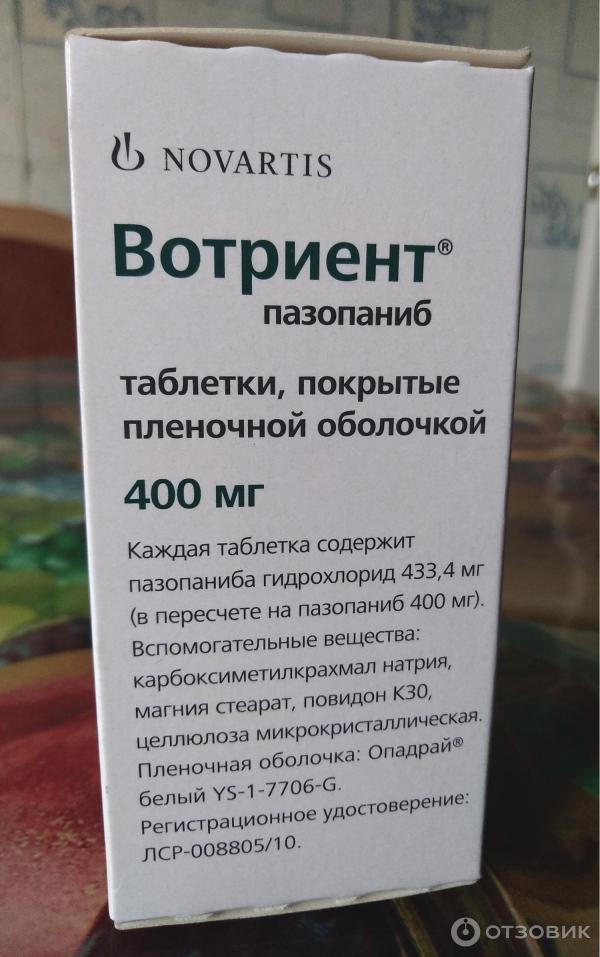 NOVARTIS
Вотриент®
пазопаниб
таблетки, покрытые
пленочной оболочкой
400 мг
Каждая таблетка содержит
пазопаниба гидрохлорид 433,4 мг
(в пересчете на пазопаниб 400 мг).
Вспомогательные вещества:
карбоксиметилкрахмал натрия,
магния стеарат, повидон К30,
целлюлоза микрокристаллическая.
Пленочная оболочка: Опадрай®
белый YS-1-7706-G.
Регистрационное удостоверение:
ЛСР-008805/10.
ОТЗОВИК